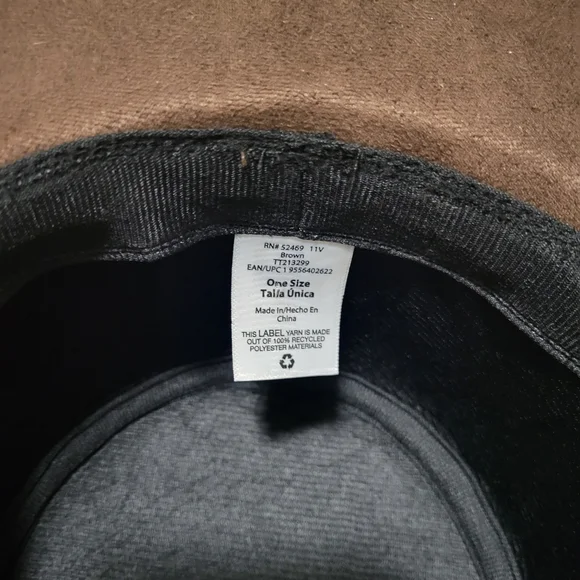 RN# 52469 11V
Brown
TT213299
EAN/UPC 1 9556402622
One Size
Talla Única
Made In/Hecho En
China
THIS LABEL YARN IS MADE
OUT OF 100% RECYCLED
POLYESTER MATERIALS